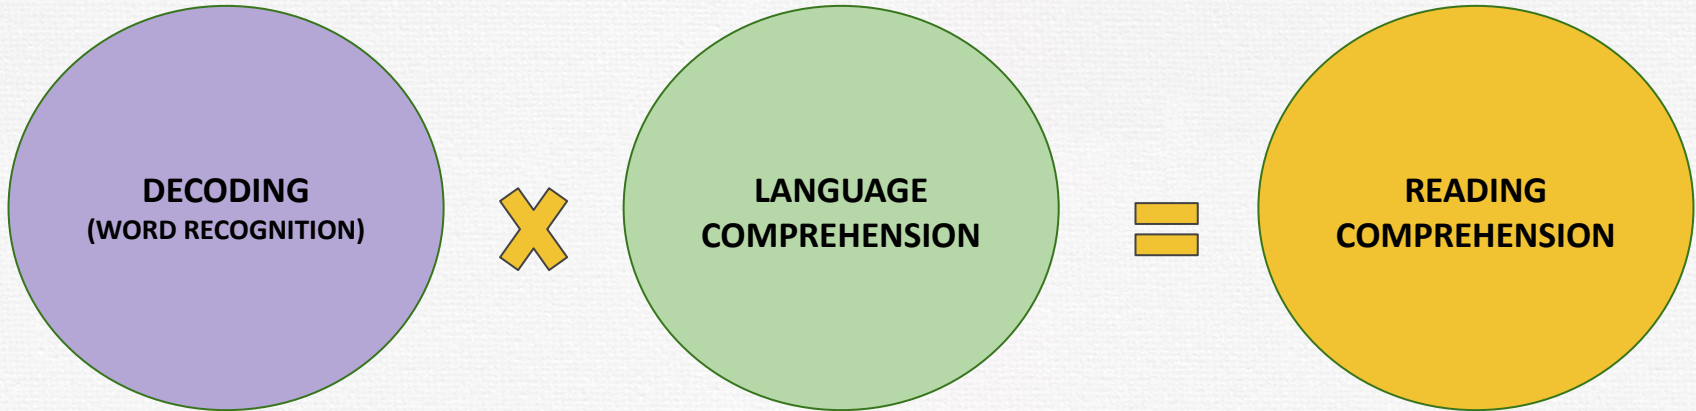 DECODING
(WORD RECOGNITION)
LANGUAGE
COMPREHENSION
READING
COMPREHENSION